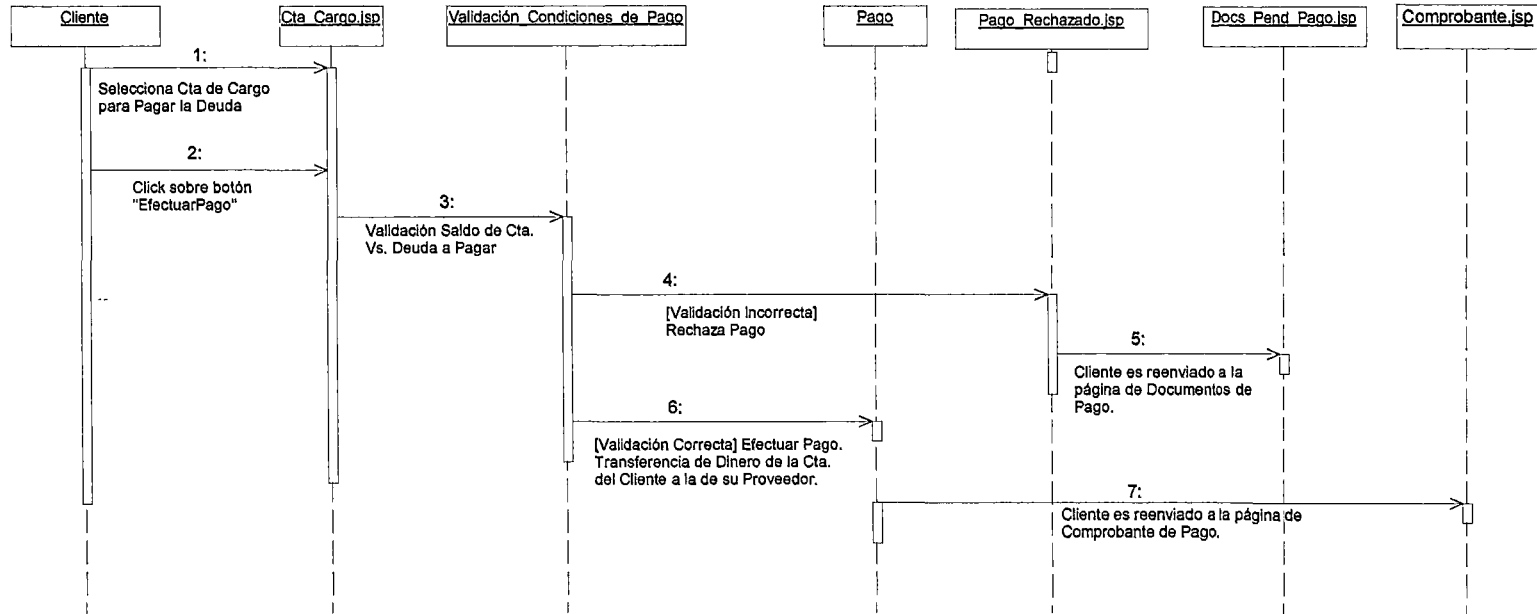 Cliente
Cta_Cargo.jsp
Validación_Condiciones_de_Pago
Pago
Pago_Rechazado.jsp
Docs_Pend_Pago.jsp
Comprobante.jsp
1:
Selecciona Cta de Cargo
para Pagar la Deuda
2:
Click sobre botón
"EfectuarPago"
3:
Validación Saldo de Cta.
Vs. Deuda a Pagar
4:
[Validación Incorrecta]
Rechaza Pago
5:
Cliente es reenviado a la
página de Documentos de
Pago.
6:
[Validación Correcta] Efectuar Pago.
Transferencia de Dinero de la Cta.
del Cliente a la de su Proveedor.
7:
Cliente es reenviado a la página de
Comprobante de Pago.